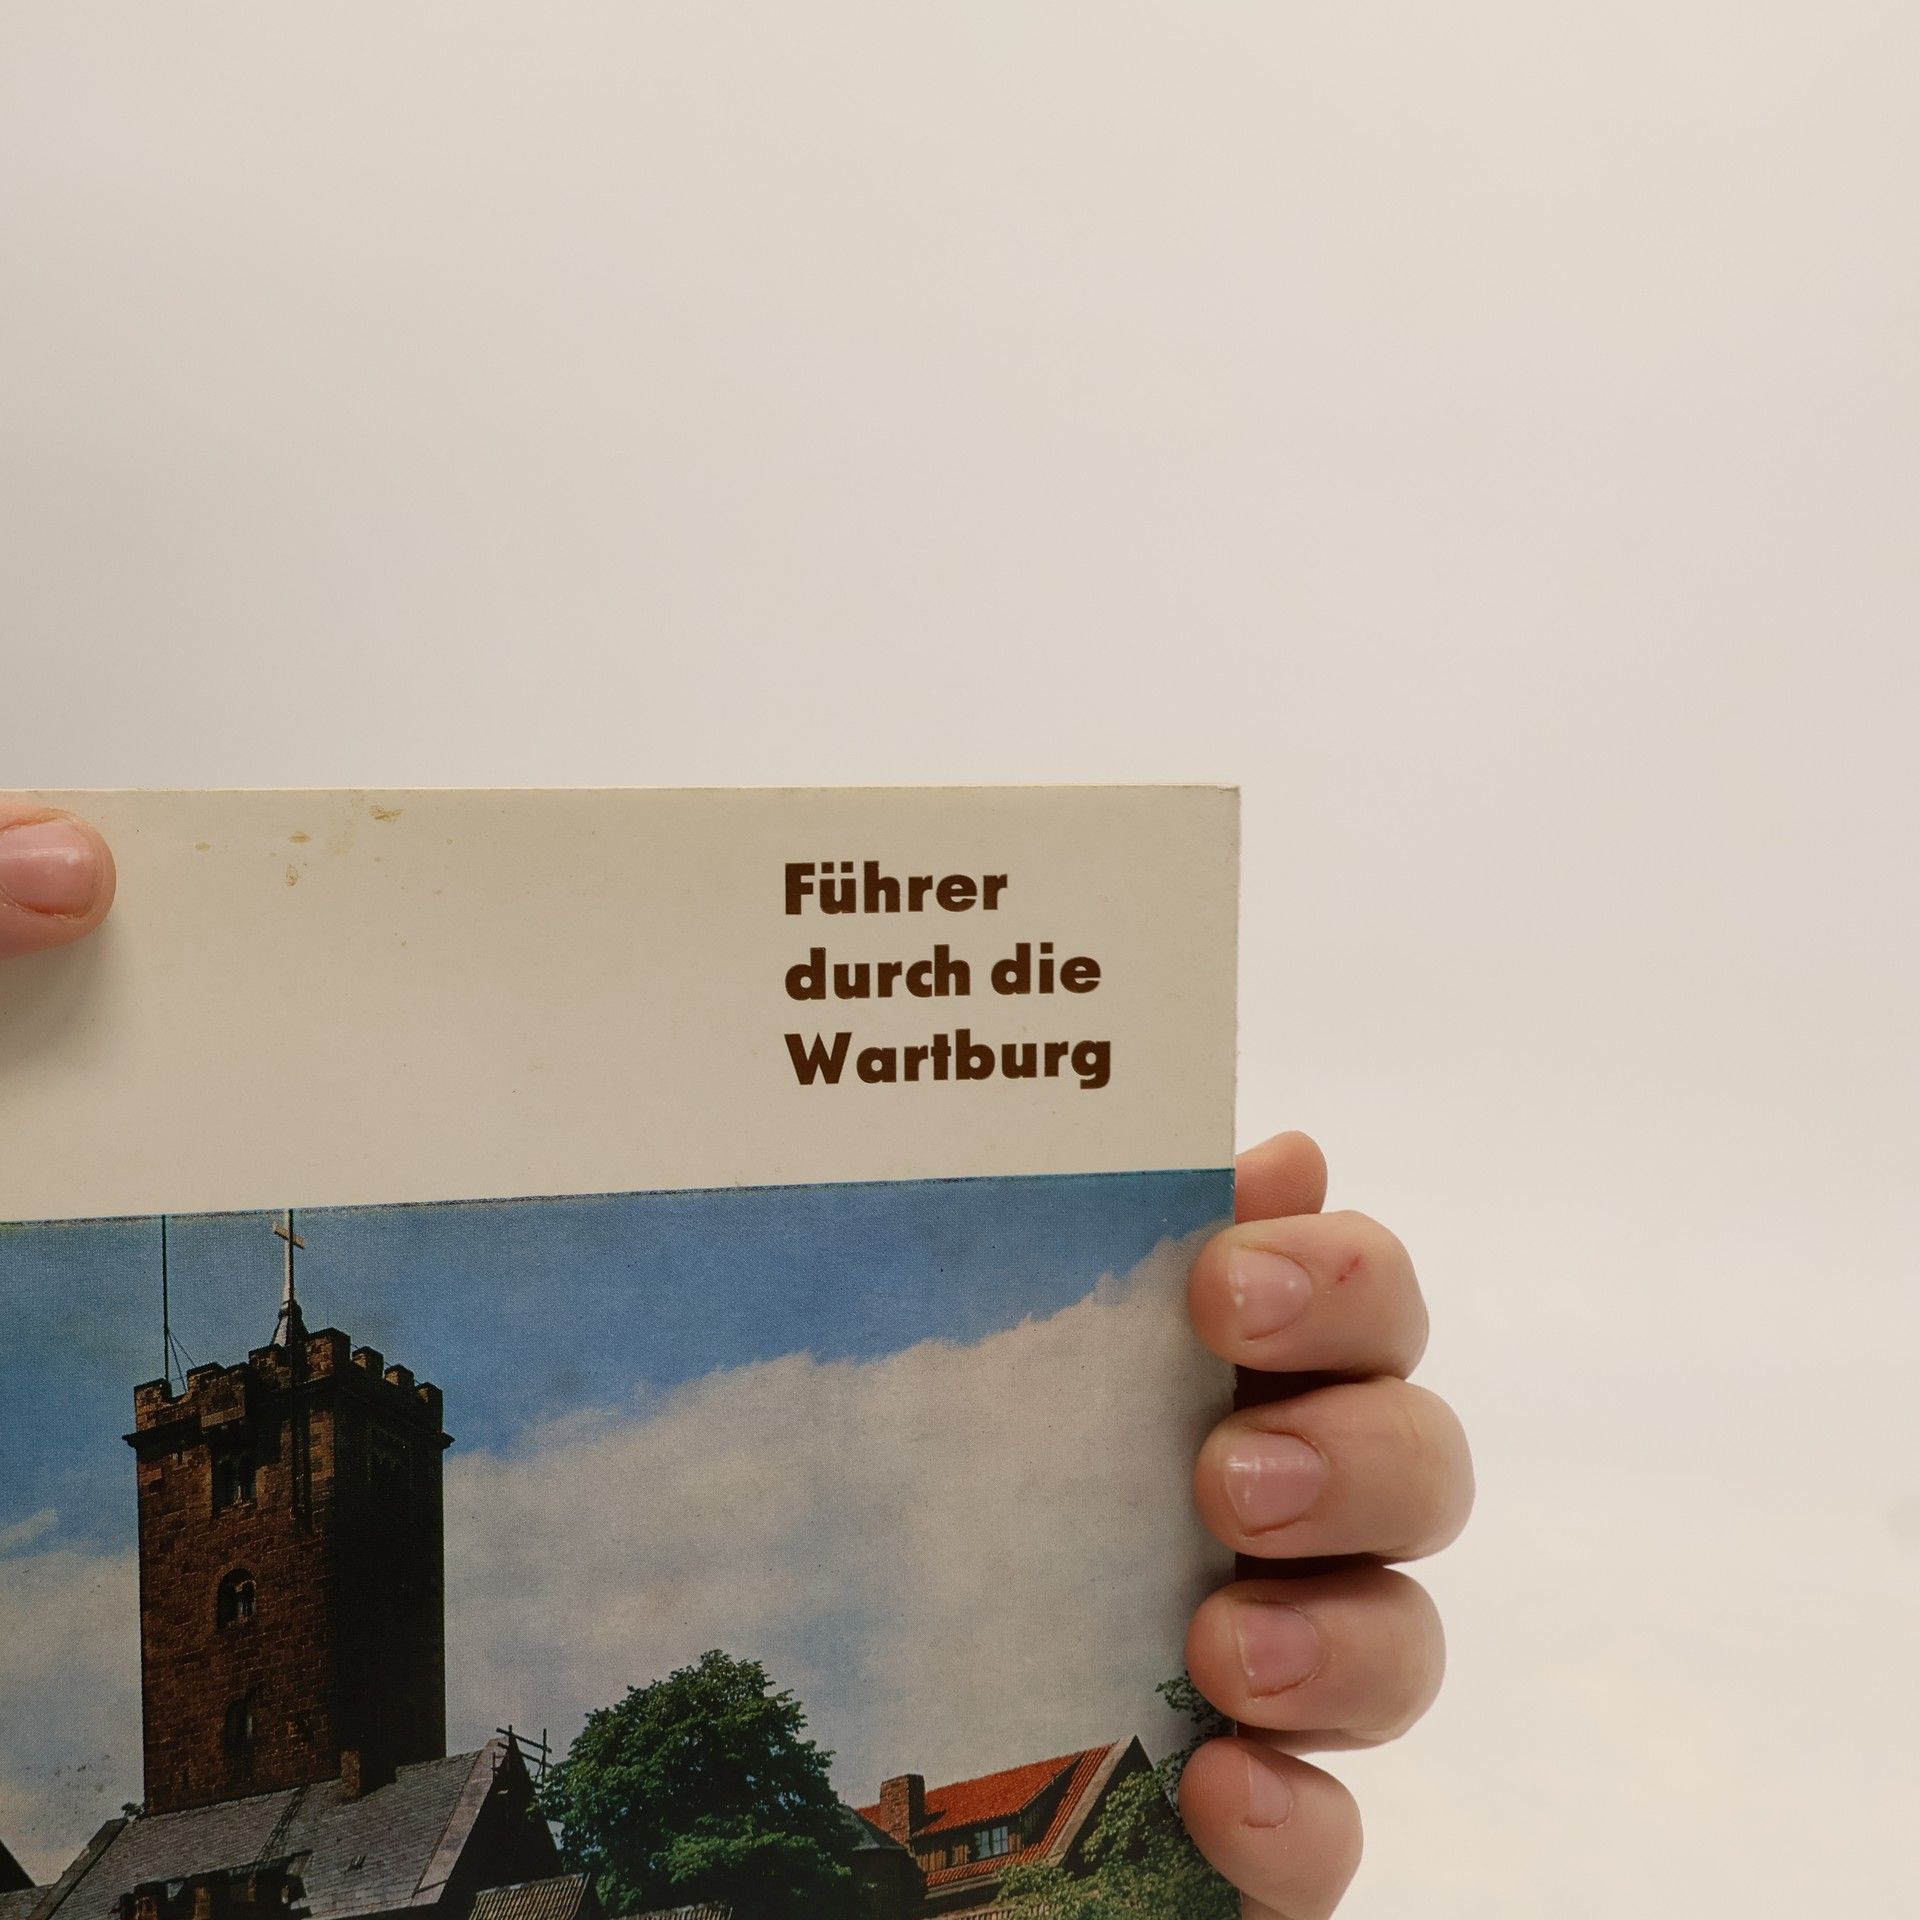 Führer
durch die
Wartburg